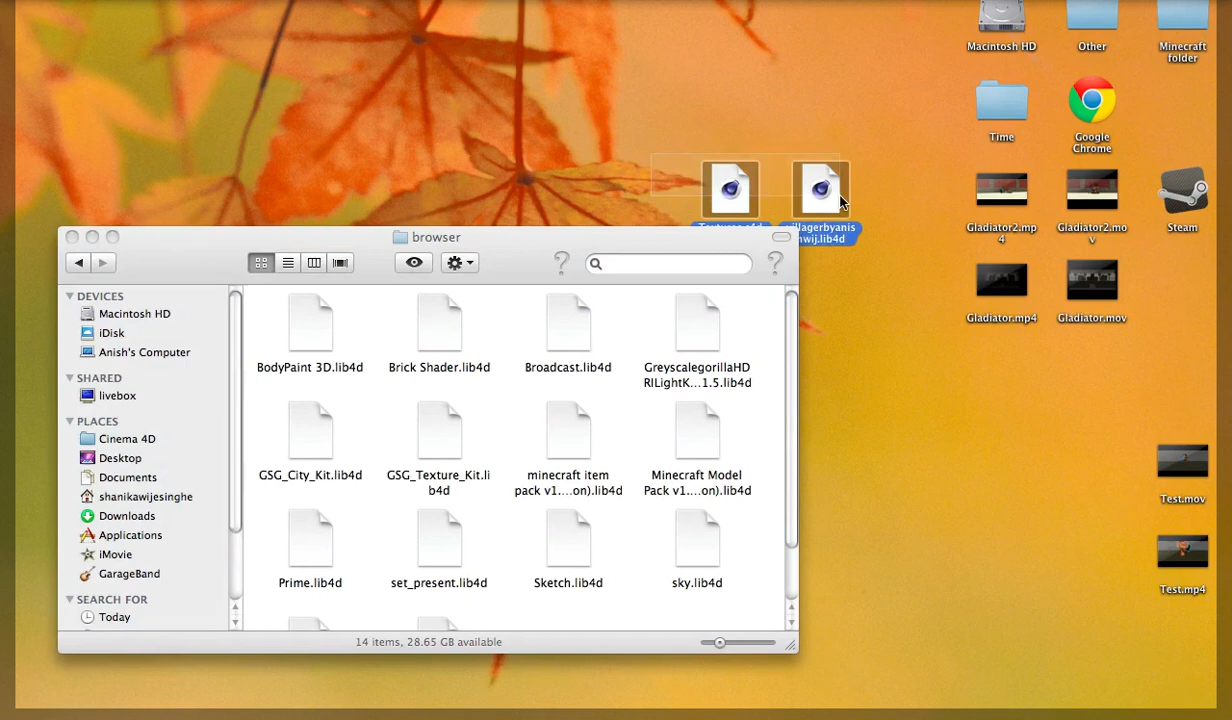 Macintosh HD
Other
Minecraft
folder
Time
Google
Chrome
Gladiator2.mp
4
Gladiator2.mo
v
Steam
Gladiator.mp4
Gladiator.mov
Test.mov
Test.mp4
villagerbyanis
hwij.lib4d
browser
DEVICES
Macintosh HD
iDisk
Anish's Computer
SHARED
livebox
PLACES
Cinema 4D
Desktop
Documents
shanikawijesinghe
Downloads
Applications
iMovie
GarageBand
SEARCH FOR
Today
BodyPaint 3D.lib4d
Brick Shader.lib4d
Broadcast.lib4d
GreyscalegorillaHD
RILightK...1.5.lib4d
GSG_City_Kit.lib4d
GSG_Texture_Kit.li
b4d
minecraft item
pack v1....on).lib4d
Minecraft Model
Pack v1....on).lib4d
Prime.lib4d
set_present.lib4d
Sketch.lib4d
sky.lib4d
14 items, 28.65 GB available